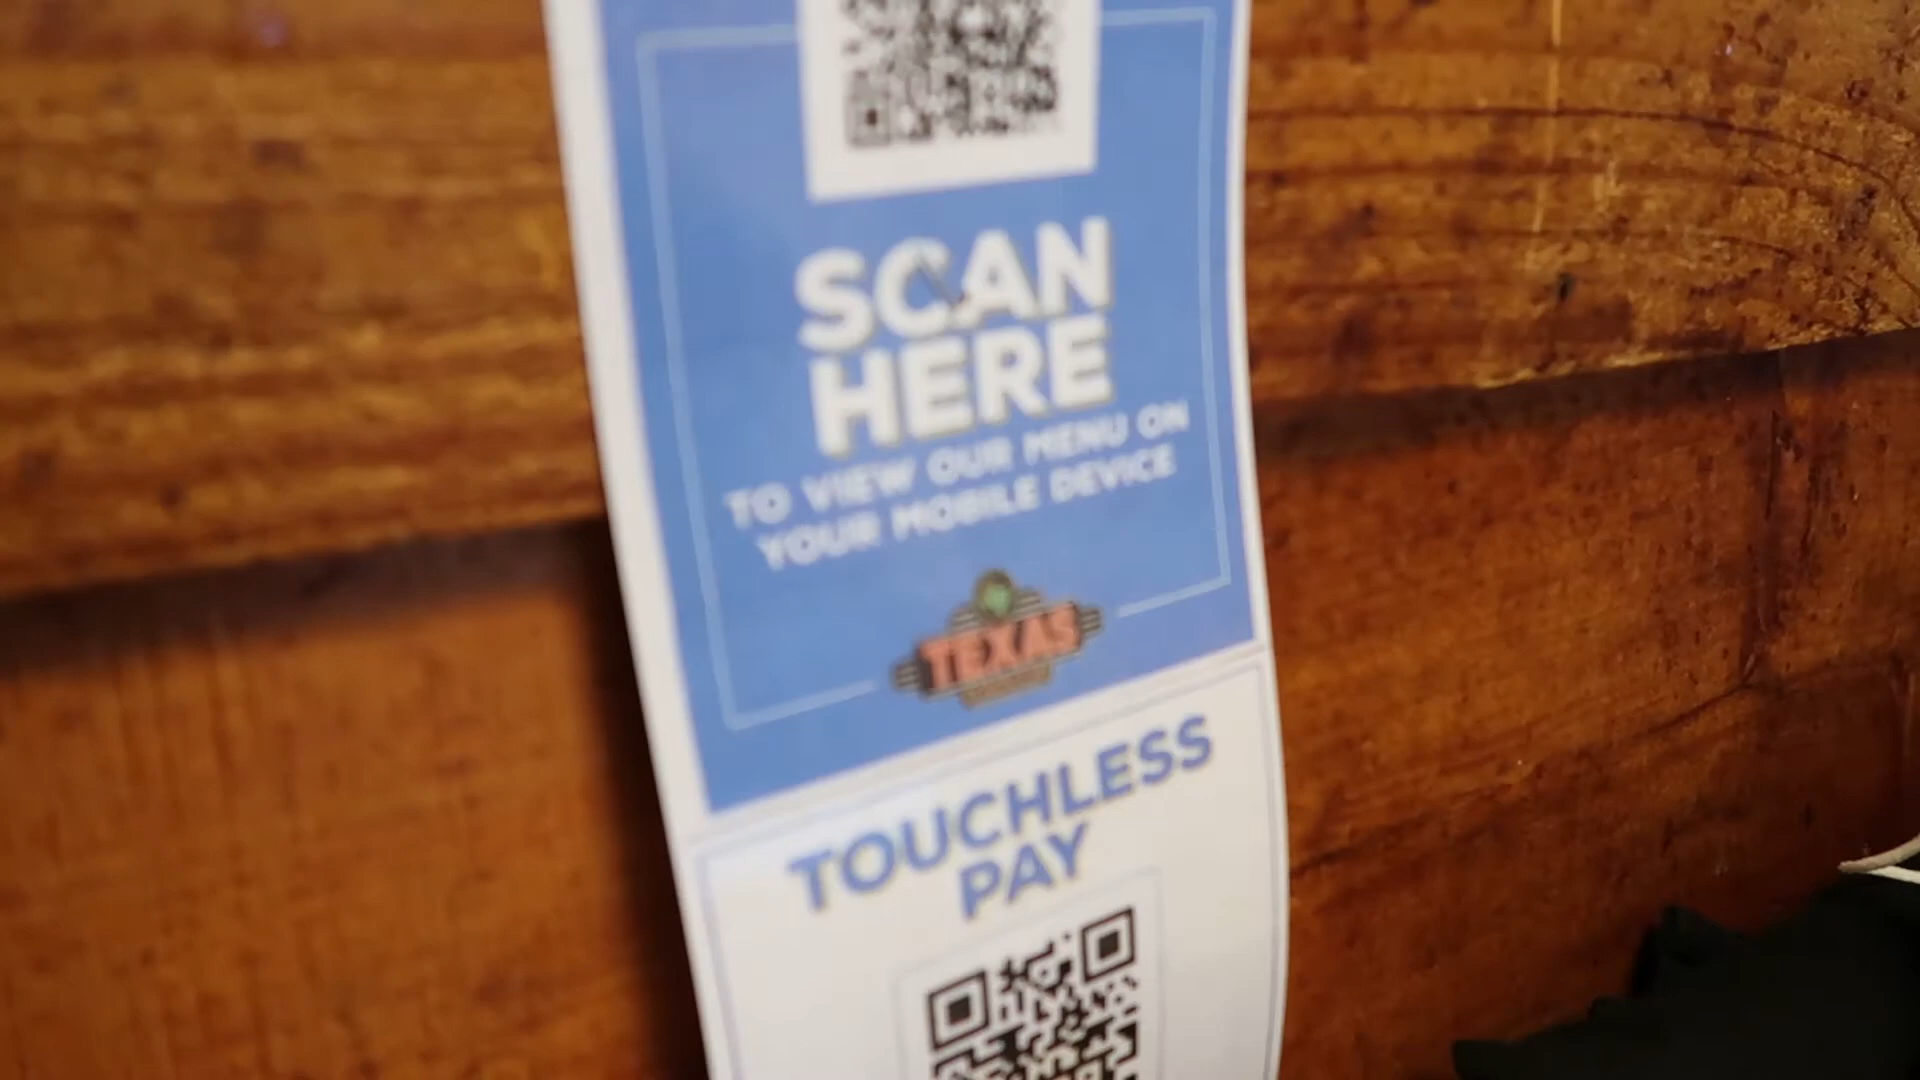 SCAN
HERE
TO VIEW OUR MENU ON
YOUR MOBILE DEVICE
TEXAS
TOUCHLESS
PAY